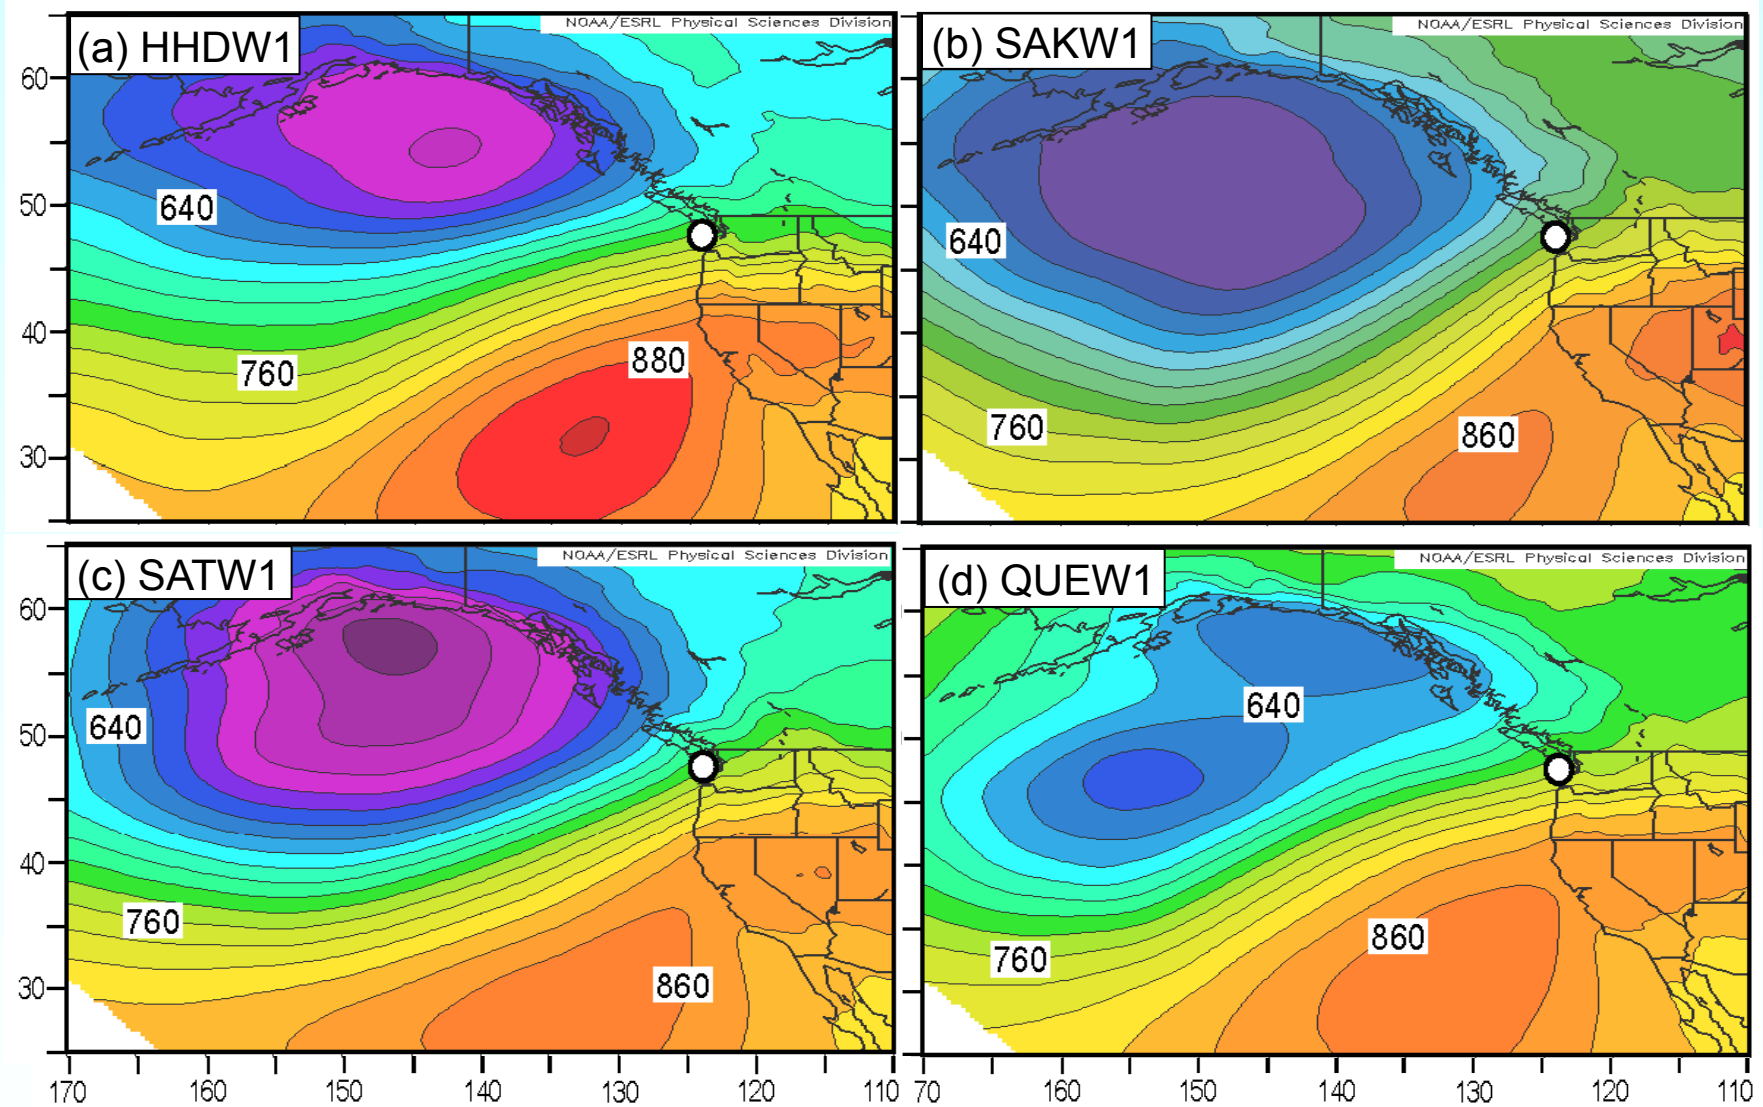 (a) HHDW1
NOAA/ESRL Physical Sciences Division
(b) SAKW1
NOAA/ESRL Physical Sciences Division
60
50
40
30
640
760
880
640
760
860
(c) SATW1
NOAA/ESRL Physical Sciences Division
(d) QUEW1
NOAA/ESRL Physical Sciences Division
60
50
40
30
640
760
860
640
760
860
170 160 150 140 130 120 110
70 160 150 140 130 120 110